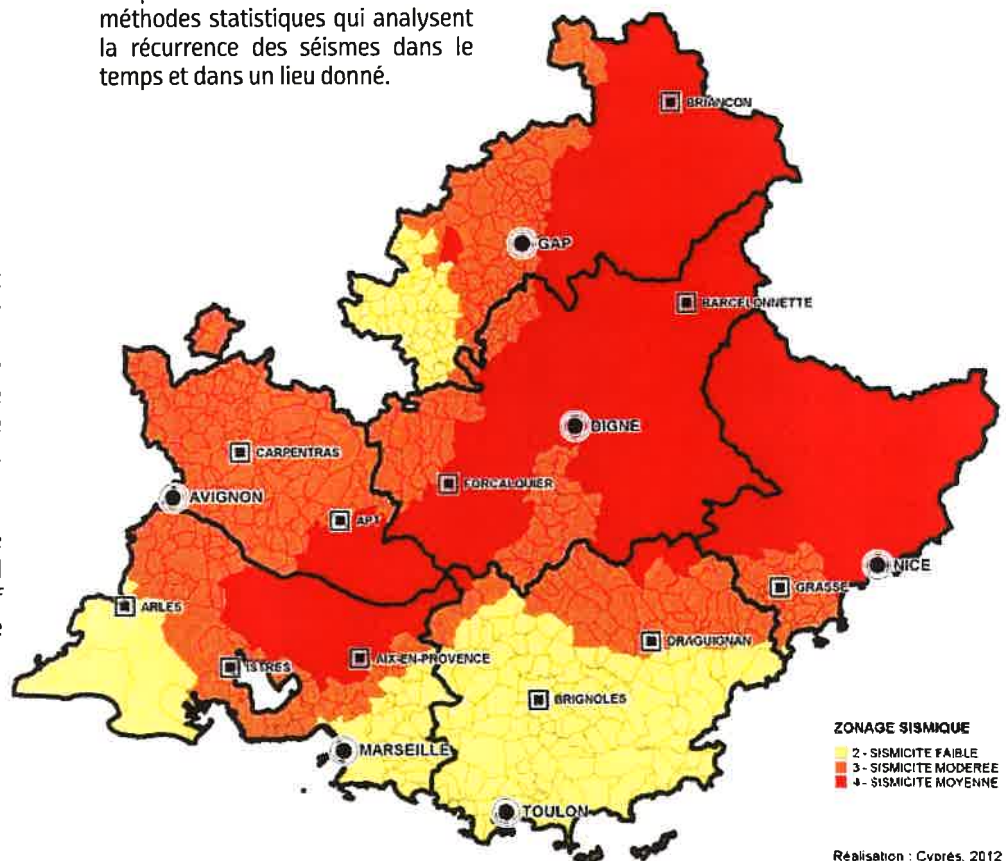 méthodes statistiques qui analysent
la récurrence des séismes dans le
temps et dans un lieu donné.
BRIANCON
GAP
BARCELONNETTE
DIGNE
CARPENTRAS
FORCALQUIER
AVIGNON
APT
NICE
GRASSE
ARLES
DRAGUIGNAN
AIX-EN-PROVENCE
ISTRES
BRIGNOLES
MARSEILLE
TOULON
ZONAGE SISMIQUE
2 - SISMICITE FAIBLE
3 - SISMICITE MODEREE
4 - SISMICITE MOYENNE
Réalisation : Cyprés, 2012